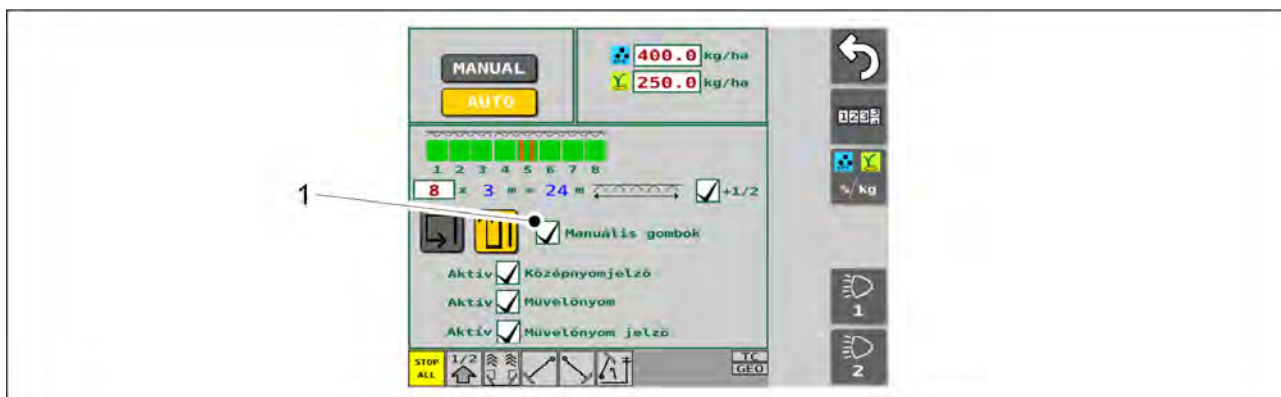 MANUAL
AUTO
400.0 kg/ha
250.0 kg/ha
1 2 3 4 5 6 7 8
8 x 3 m = 24 m +1/2
1
Manuális gombok
Aktív Középnyomjelző
Aktív Művelőnyom
Aktív Művelőnyom jelző
STOP ALL
1/2
TC
GEO
%/kg
1
2